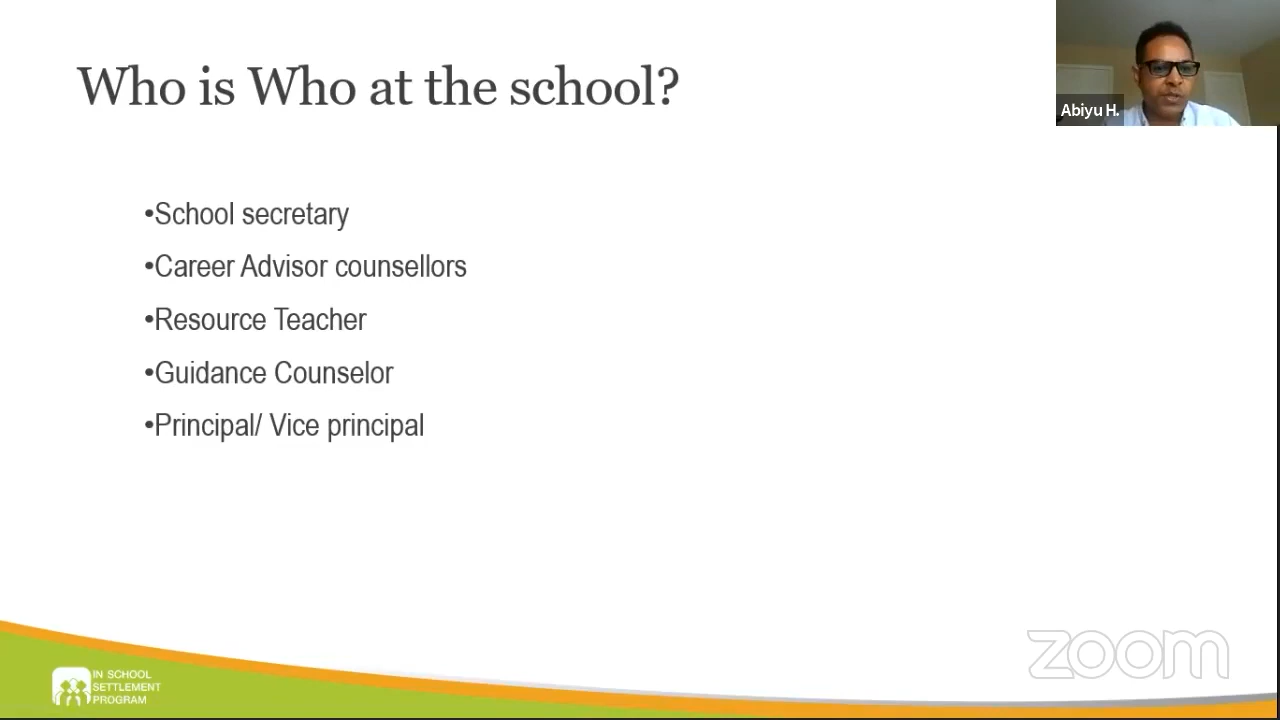 Who is Who at the school?
Abiyu H.
•School secretary
•Career Advisor counsellors
•Resource Teacher
•Guidance Counselor
•Principal/ Vice principal
zoom
IN SCHOOL
SETTLEMENT
PROGRAM